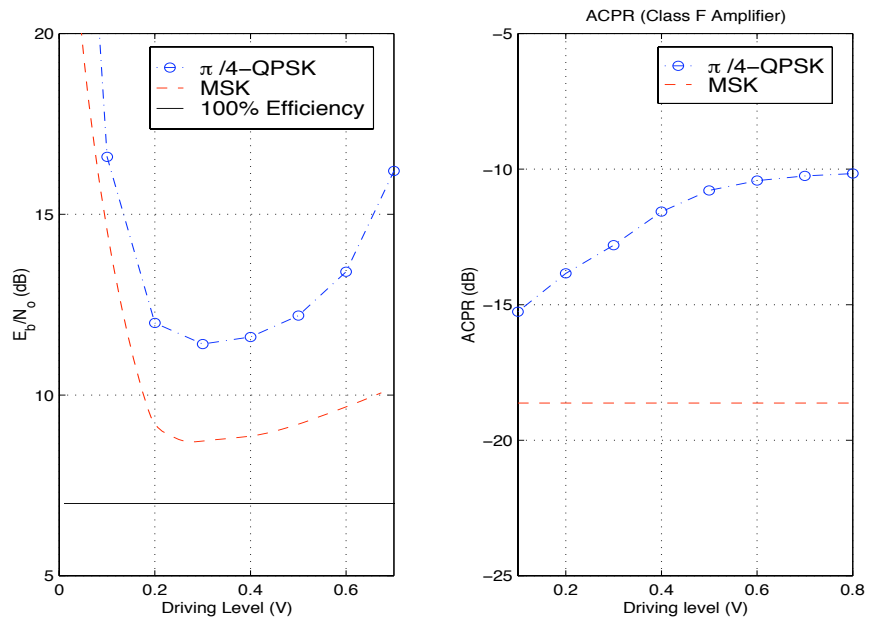 20
15
10
5
E_b/N_o (dB)
π /4−QPSK
MSK
100% Efficiency
0
0.2
0.4
0.6
Driving Level (V)
ACPR (Class F Amplifier)
−5
−10
−15
−20
−25
ACPR (dB)
π /4−QPSK
MSK
0.2
0.4
0.6
0.8
Driving level (V)